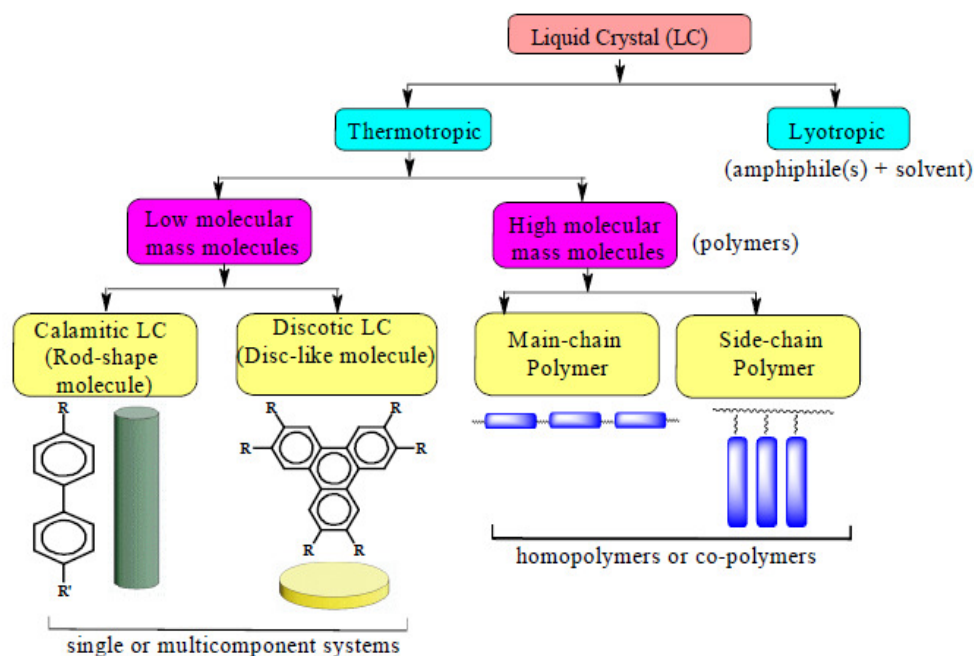 Liquid Crystal (LC)
Thermotropic
Lyotropic
(amphiphile(s) + solvent)
Low molecular
mass molecules
High molecular
mass molecules
(polymers)
Calamitic LC
(Rod-shape
molecule)
Discotic LC
(Disc-like molecule)
Main-chain
Polymer
Side-chain
Polymer
R
R'
R
R
R
R
R
R
homopolymers or co-polymers
single or multicomponent systems